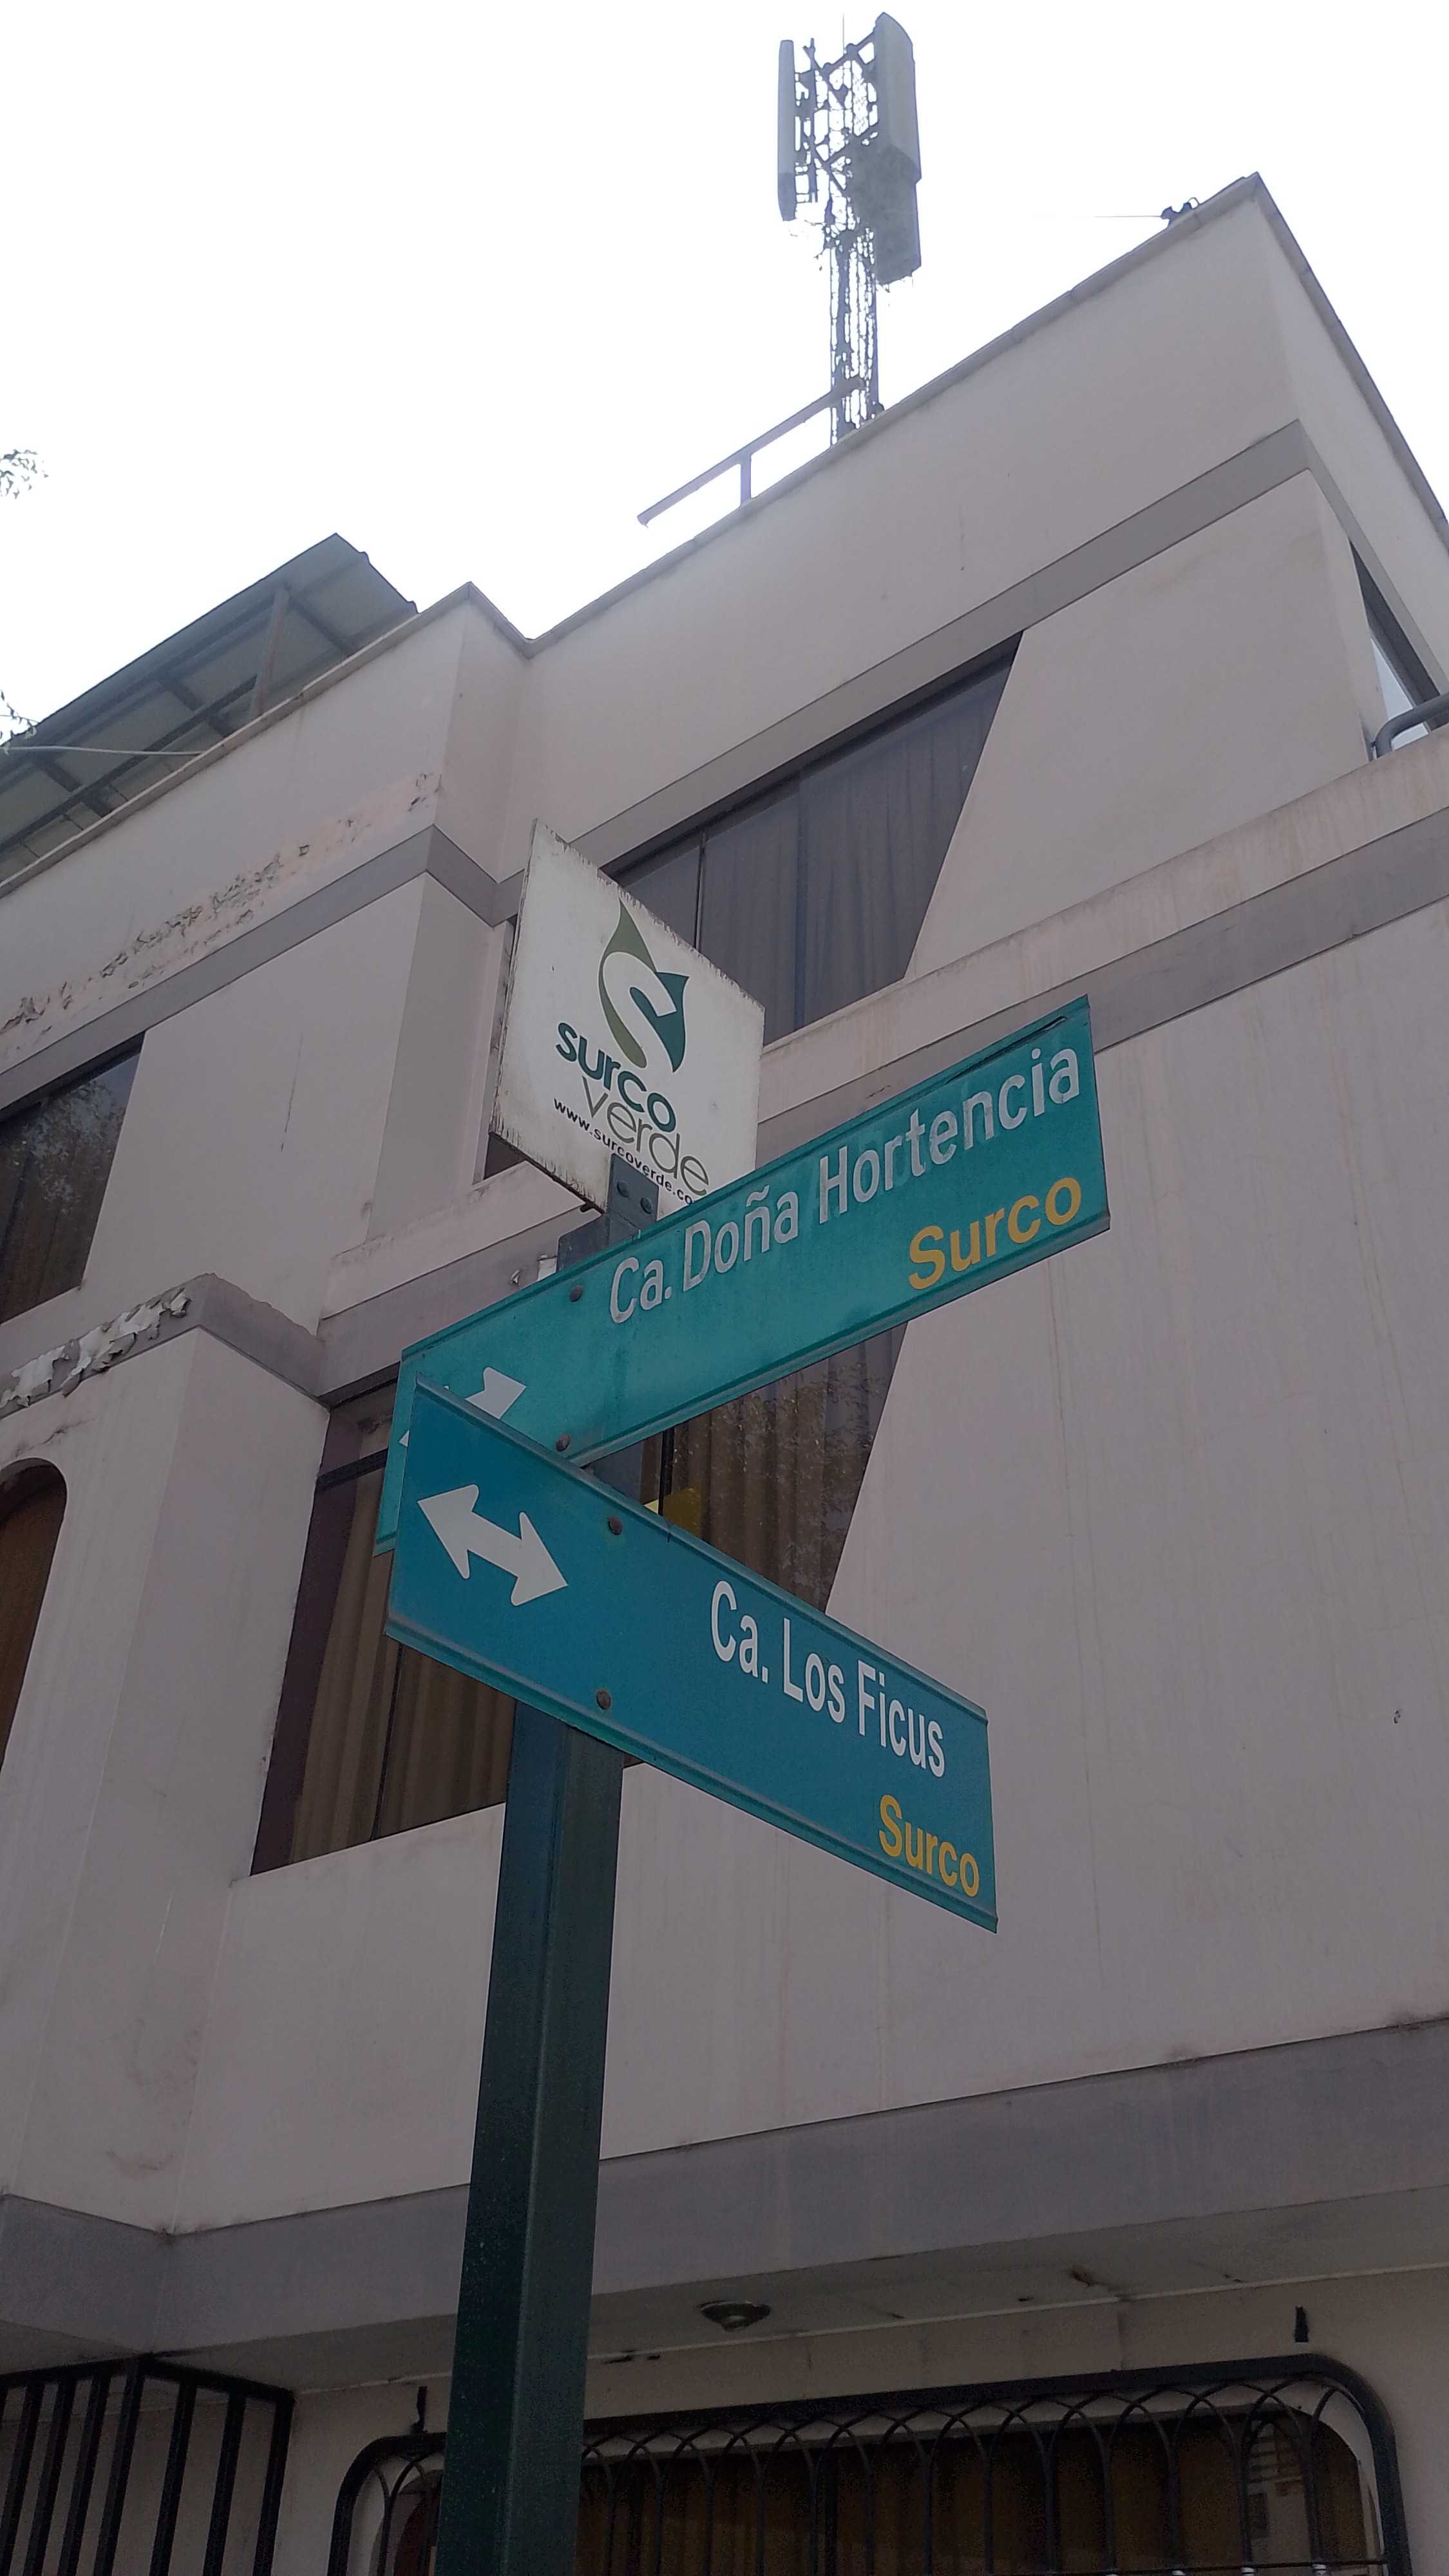 surco
verde
www.surcoverde.co
Ca. Doña Hortencia
Surco
Ca. Los Ficus
Surco